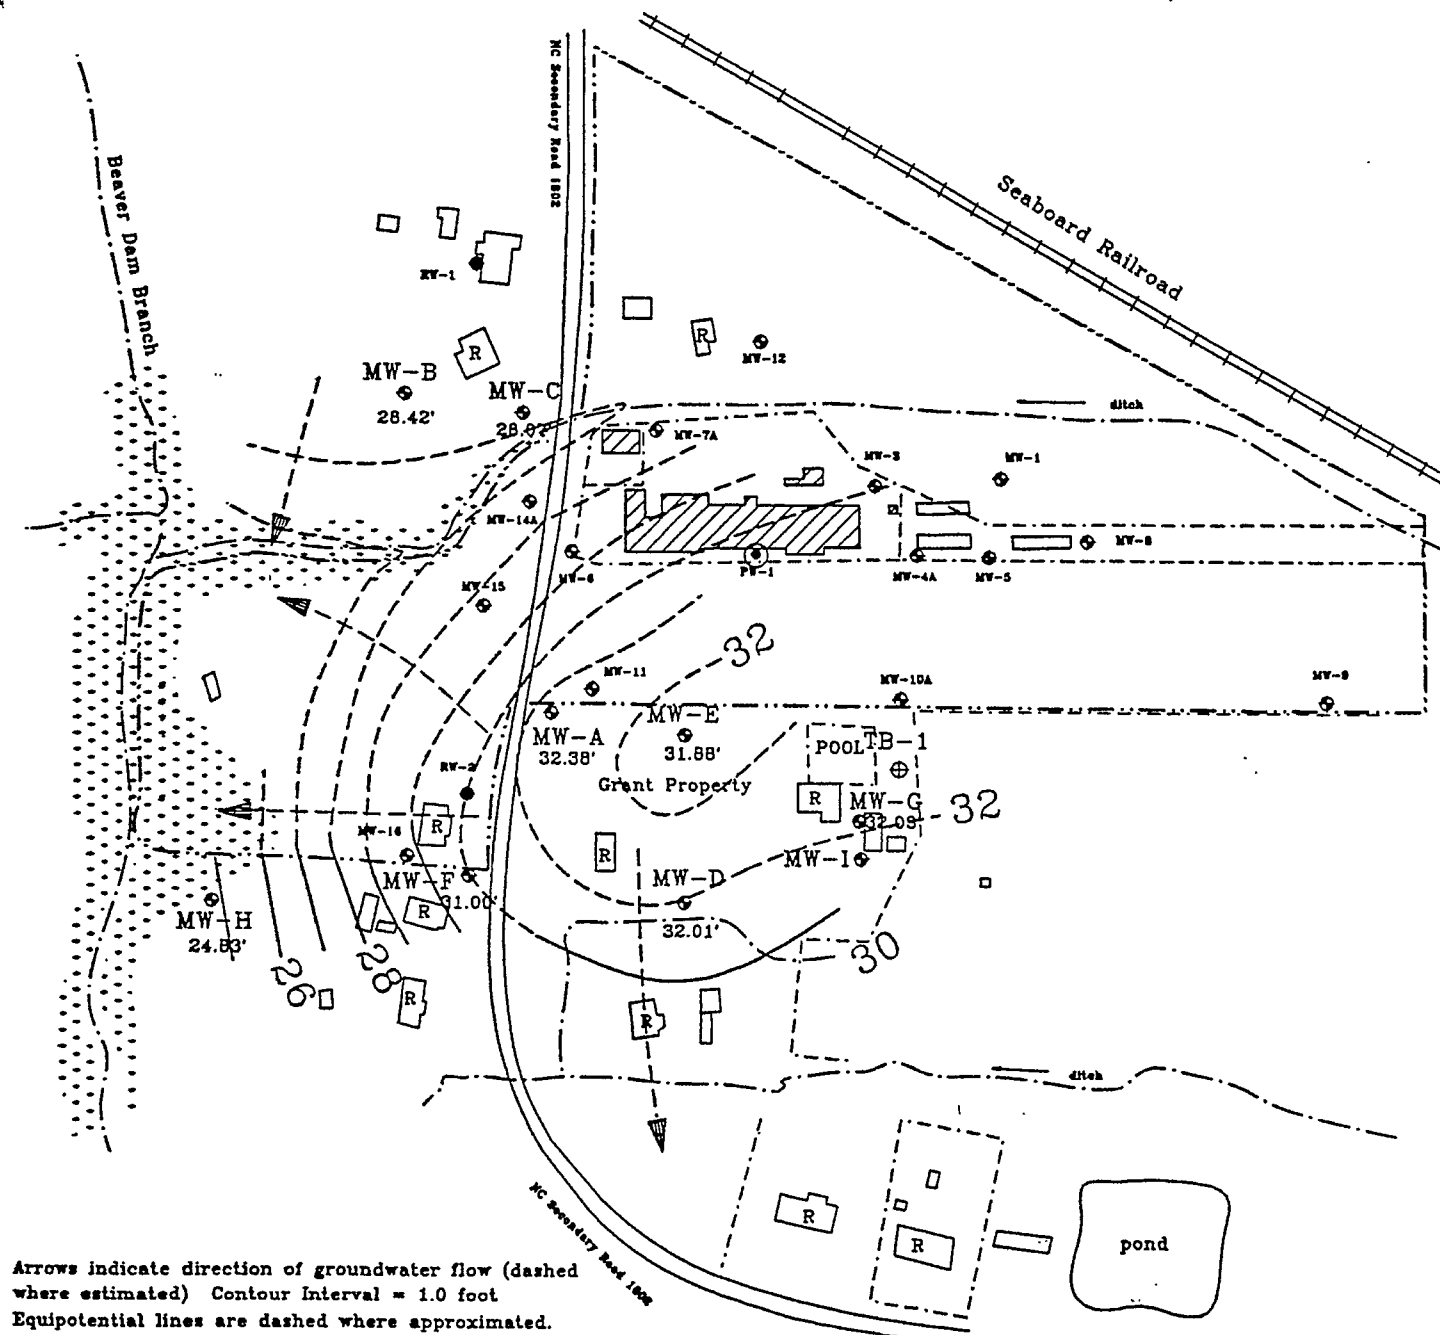 NC Secondary Road 1802
Seaboard Railroad
Beaver Dam Branch
RW-1
R
R
MW-12
MW-B
28.42'
MW-C
ditch
MW-7A
MW-3
MW-1
MW-14A
MW-6
PW-1
MW-4A
MW-5
MW-8
MW-15
32
MW-11
MW-10A
MW-9
MW-A
32.38'
MW-E
31.88'
Grant Property
POOL
TB-1
RW-2
R
MW-G
32.09
32
MW-16
R
R
MW-I
MW-F
31.00'
R
MW-D
32.01'
MW-H
24.83'
26
28
30
R
R
ditch
NC Secondary Road 1802
R
R
pond
Arrows indicate direction of groundwater flow (dashed
where estimated) Contour Interval = 1.0 foot
Equipotential lines are dashed where approximated.